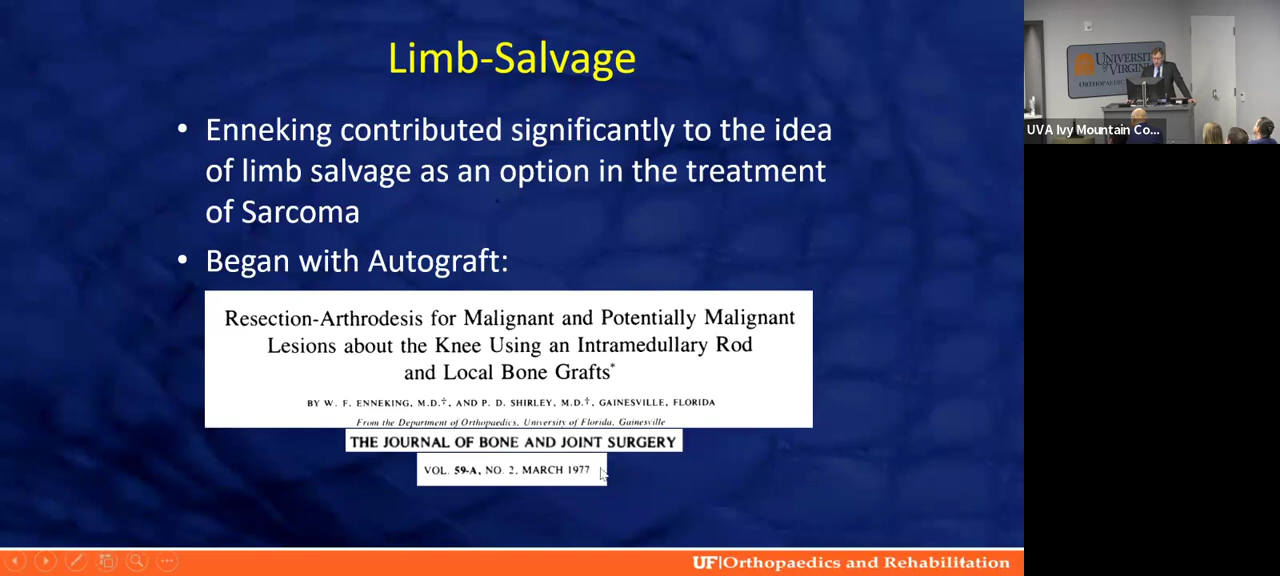 Limb-Salvage
• Enneking contributed significantly to the idea
of limb salvage as an option in the treatment
of Sarcoma
• Began with Autograft:
Resection-Arthrodesis for Malignant and Potentially Malignant
Lesions about the Knee Using an Intramedullary Rod
and Local Bone Grafts*
BY W. F. ENNEKING, M.D.†, AND P. D. SHIRLEY, M.D.†, GAINESVILLE, FLORIDA
From the Department of Orthopaedics, University of Florida, Gainesville
THE JOURNAL OF BONE AND JOINT SURGERY
VOL. 59-A, NO. 2, MARCH 1977
UF|Orthopaedics and Rehabilitation
UNIVERSITY
of VIRGINIA
UVA Ivy Mountain Co...